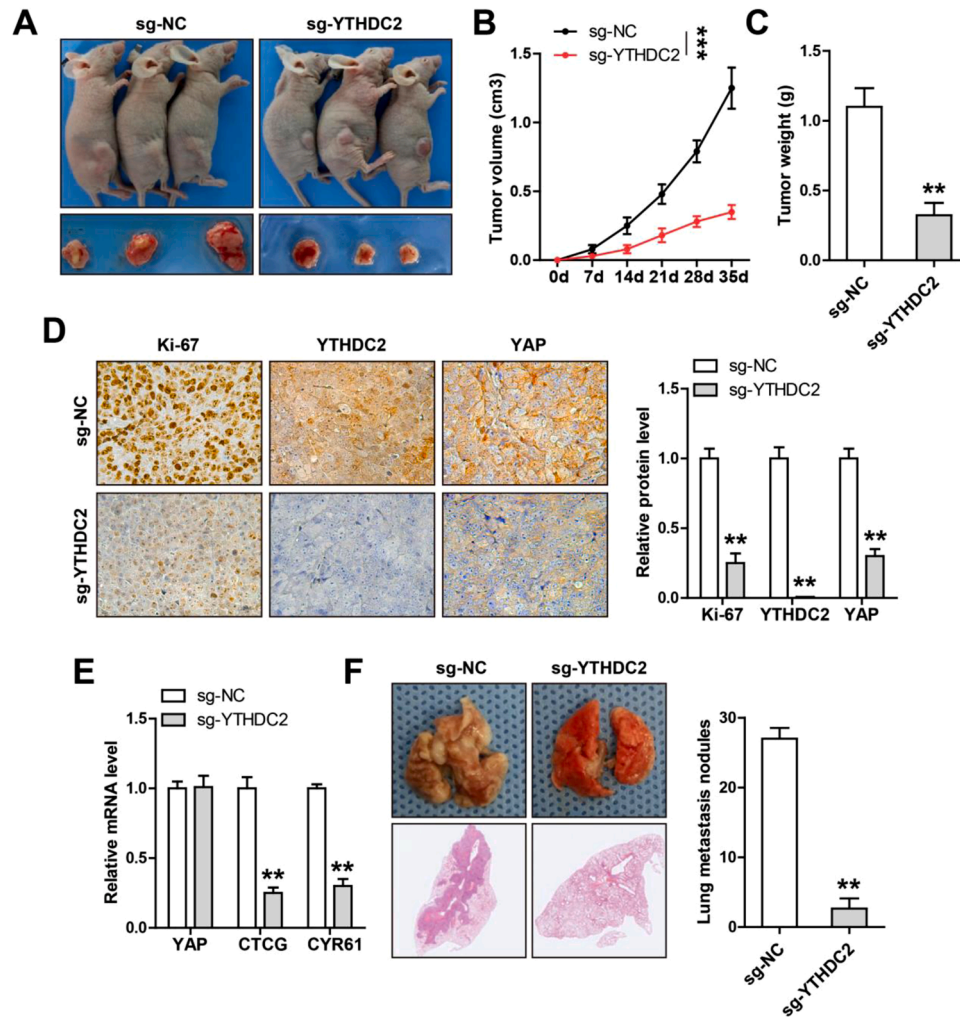 A
sg-NC
sg-YTHDC2
B
sg-NC
sg-YTHDC2
***
Tumor volume (cm3)
1.5
1.0
0.5
0.0
0d 7d 14d 21d 28d 35d
C
Tumor weight (g)
1.5
1.0
0.5
0.0
**
sg-NC
sg-YTHDC2
D
Ki-67
YTHDC2
YAP
sg-NC
sg-YTHDC2
sg-NC
sg-YTHDC2
Relative protein level
1.5
1.0
0.5
0.0
**
**
**
Ki-67 YTHDC2 YAP
E
sg-NC
sg-YTHDC2
Relative mRNA level
1.5
1.0
0.5
0.0
**
**
YAP CTCG CYR61
F
sg-NC
sg-YTHDC2
Lung metastasis nodules
30
20
10
0
**
sg-NC
sg-YTHDC2